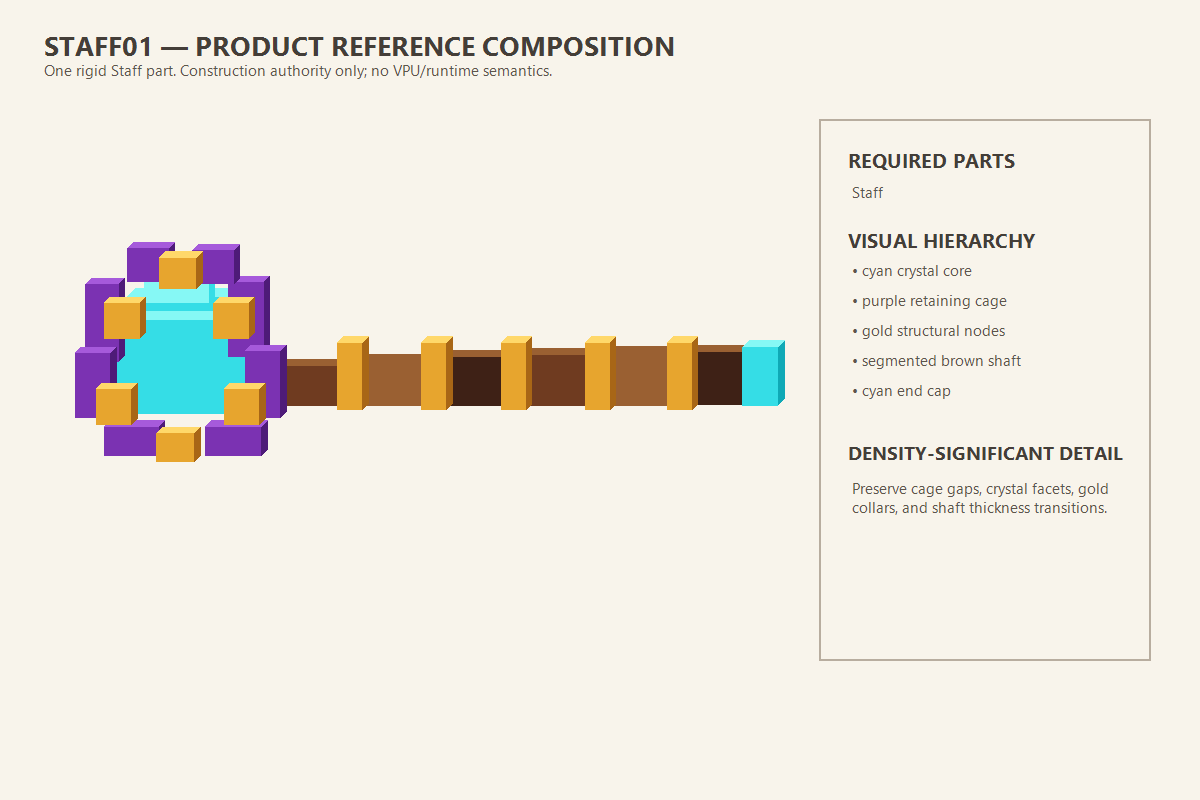 STAFF01 — PRODUCT REFERENCE COMPOSITION
One rigid Staff part. Construction authority only; no VPU/runtime semantics.
REQUIRED PARTS
Staff
VISUAL HIERARCHY
• cyan crystal core
• purple retaining cage
• gold structural nodes
• segmented brown shaft
• cyan end cap
DENSITY-SIGNIFICANT DETAIL
Preserve cage gaps, crystal facets, gold
collars, and shaft thickness transitions.